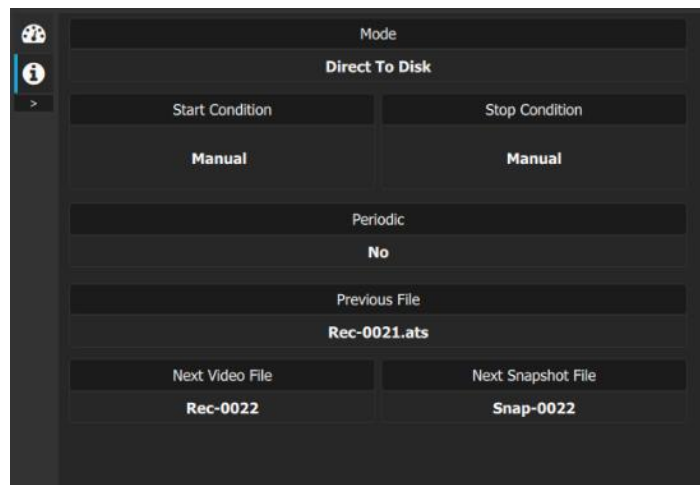 Mode
Direct To Disk
>
Start Condition Stop Condition
Manual Manual
Periodic
No
Previous File
Rec-0021.ats
Next Video File Next Snapshot File
Rec-0022 Snap-0022